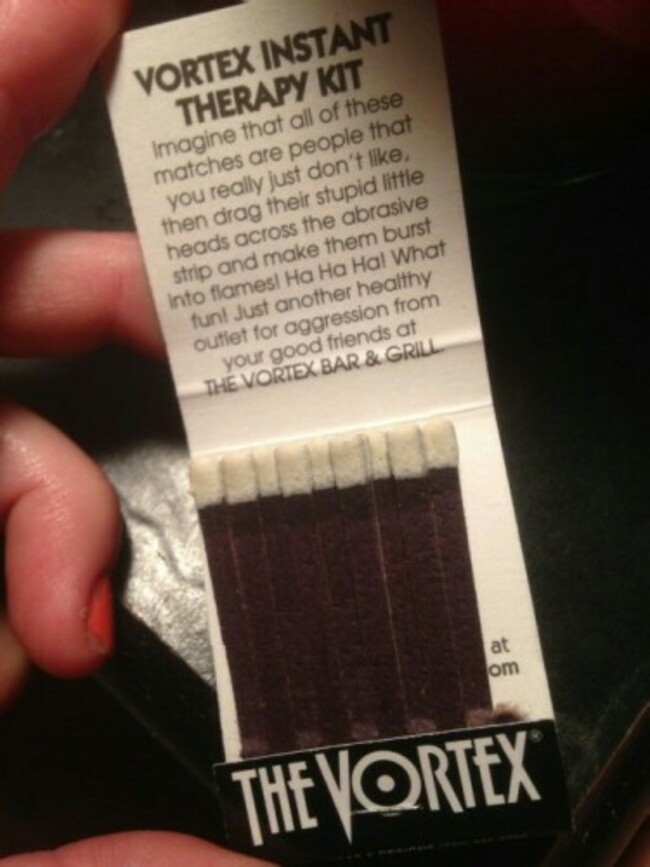 VORTEX INSTANT
THERAPY KIT
Imagine that all of these
matches are people that
you really just don't like,
then drag their stupid little
heads across the abrasive
strip and make them burst
into flames! Ha Ha Ha! What
fun! Just another healthy
outlet for aggression from
your good friends at
THE VORTEX BAR & GRILL.
at
om
THE VORTEX®